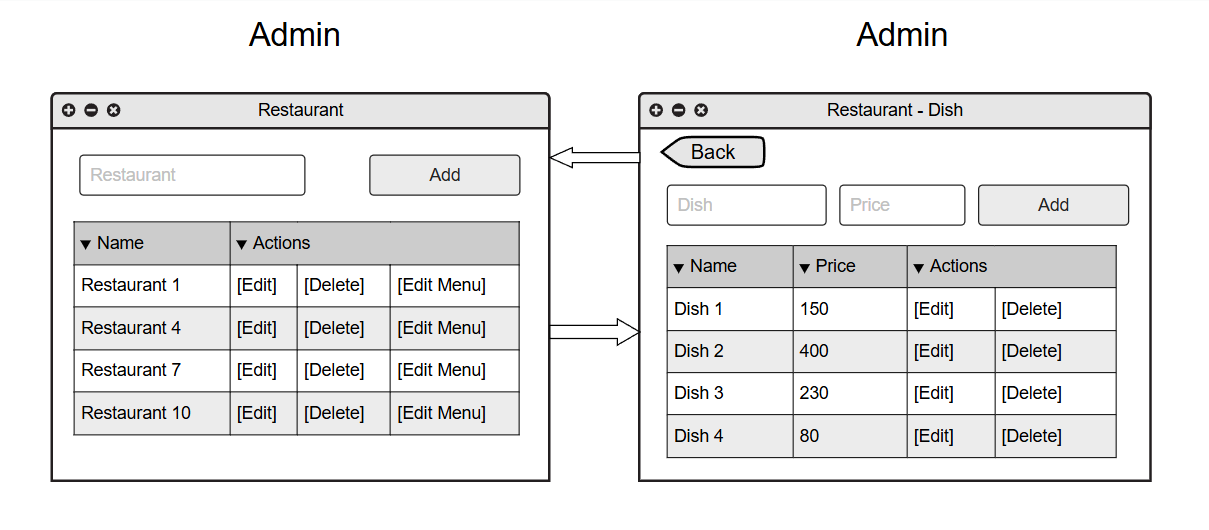 Admin
Restaurant
Restaurant
Add
Name Actions
Restaurant 1 [Edit] [Delete] [Edit Menu]
Restaurant 4 [Edit] [Delete] [Edit Menu]
Restaurant 7 [Edit] [Delete] [Edit Menu]
Restaurant 10 [Edit] [Delete] [Edit Menu]
Admin
Restaurant - Dish
Back
Dish
Price
Add
Name Price Actions
Dish 1 150 [Edit] [Delete]
Dish 2 400 [Edit] [Delete]
Dish 3 230 [Edit] [Delete]
Dish 4 80 [Edit] [Delete]